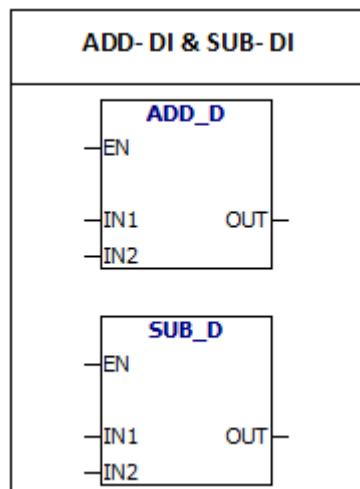 ADD- DI & SUB- DI
ADD_D
EN
IN1 OUT
IN2
SUB_D
EN
IN1 OUT
IN2